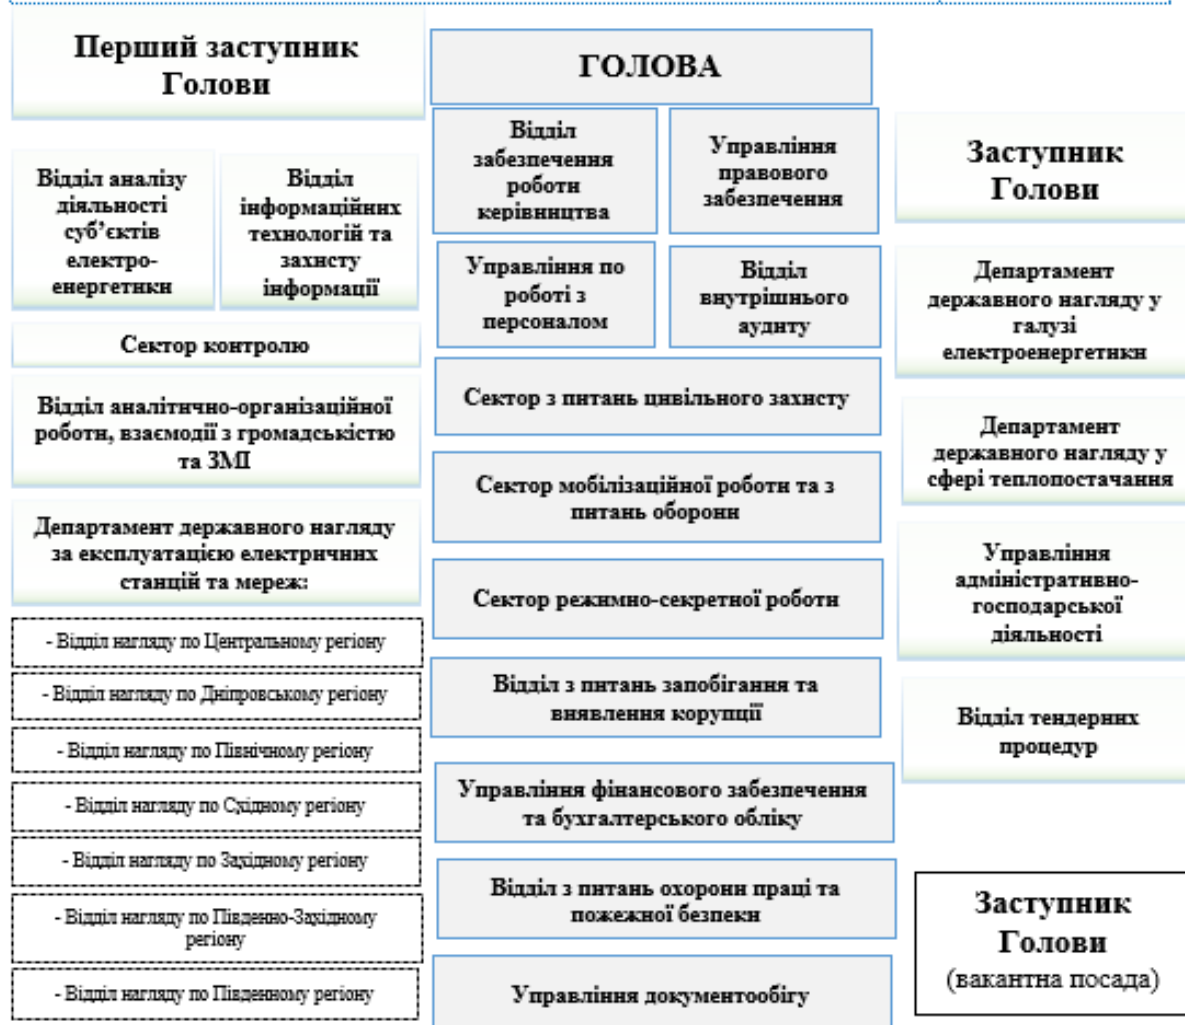 Перший заступник
Голови
Відділ аналізу
діяльності
суб’єктів
електро-
енергетики
Відділ
інформаційних
технологій та
захисту
інформації
Сектор контролю
Відділ аналітично-організаційної
роботи, взаємодії з громадськістю
та ЗМІ
Департамент державного нагляду
за експлуатацією електричних
станцій та мереж:
- Відділ нагляду по Центральному регіону
- Відділ нагляду по Дніпровському регіону
- Відділ нагляду по Північному регіону
- Відділ нагляду по Східному регіону
- Відділ нагляду по Західному регіону
- Відділ нагляду по Південно-Західному
регіону
- Відділ нагляду по Південному регіону
ГОЛОВА
Відділ
забезпечення
роботи
керівництва
Управління
правового
забезпечення
Управління по
роботі з
персоналом
Відділ
внутрішнього
аудиту
Сектор з питань цивільного захисту
Сектор мобілізаційної роботи та з
питань оборони
Сектор режимно-секретної роботи
Відділ з питань запобігання та
виявлення корупції
Управління фінансового забезпечення
та бухгалтерського обліку
Відділ з питань охорони праці та
пожежної безпеки
Управління документообігу
Заступник
Голови
Департамент
державного нагляду у
галузі
електроенергетики
Департамент
державного нагляду у
сфері теплопостачання
Управління
адміністративно-
господарської
діяльності
Відділ тендерних
процедур
Заступник
Голови
(вакантна посада)